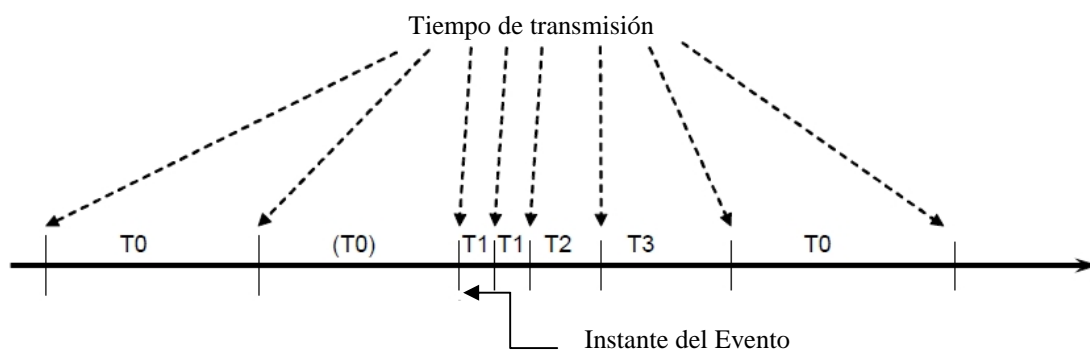 Tiempo de transmisión
T0 (T0) T1 T1 T2 T3 T0
Instante del Evento